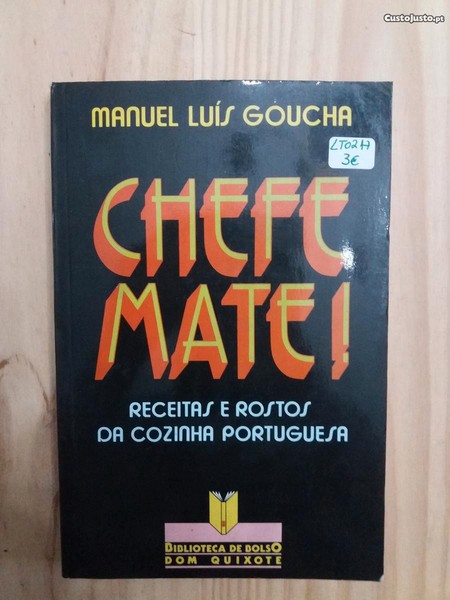 CustoJusto.pt
MANUEL LUÍS GOUCHA
LT02H
3€
CHEFE
MATE!
RECEITAS E ROSTOS
DA COZINHA PORTUGUESA
BIBLIOTECA DE BOLSO
DOM QUIXOTE